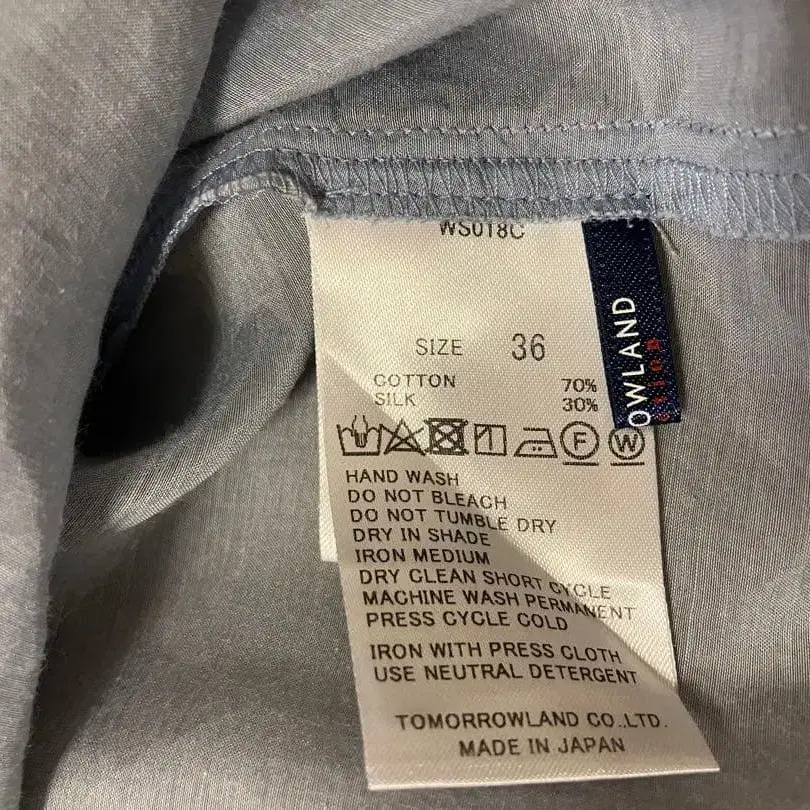 WS018C
SIZE 36
COTTON 70%
SILK 30%
F W
HAND WASH
DO NOT BLEACH
DO NOT TUMBLE DRY
DRY IN SHADE
IRON MEDIUM
DRY CLEAN SHORT CYCLE
MACHINE WASH PERMANENT
PRESS CYCLE COLD
IRON WITH PRESS CLOTH
USE NEUTRAL DETERGENT
TOMORROWLAND CO.,LTD.
MADE IN JAPAN
OWLAND